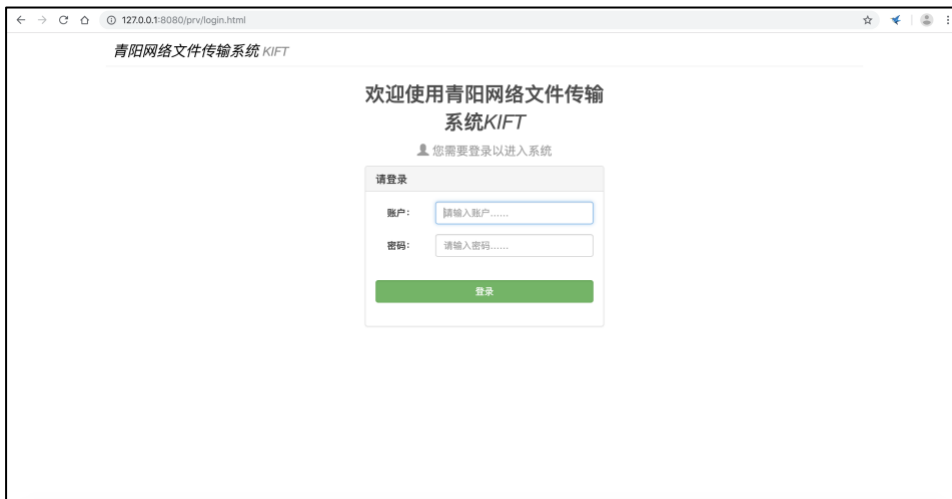 127.0.0.1:8080/prv/login.html
青阳网络文件传输系统 KIFT
欢迎使用青阳网络文件传输
系统KIFT
您需要登录以进入系统
请登录
账户：
请输入账户......
密码：
请输入密码......
登录